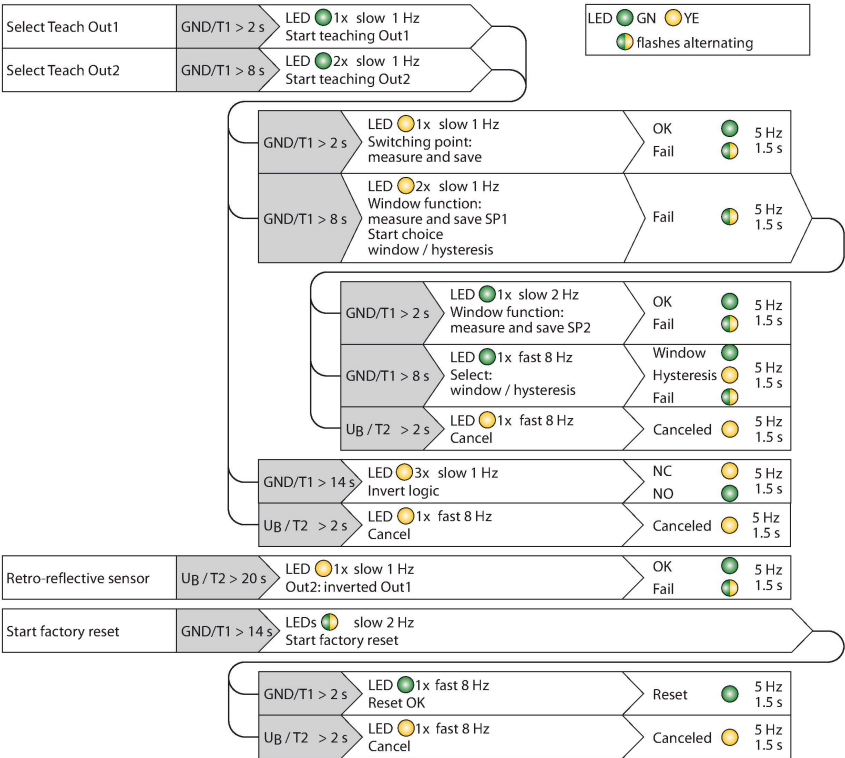 Select Teach Out1
GND/T1 > 2 s
LED 1x slow 1 Hz
Start teaching Out1
LED GN YE
flashes alternating
Select Teach Out2
GND/T1 > 8 s
LED 2x slow 1 Hz
Start teaching Out2
GND/T1 > 2 s
LED 1x slow 1 Hz
Switching point:
measure and save
OK
Fail
5 Hz
1.5 s
GND/T1 > 8 s
LED 2x slow 1 Hz
Window function:
measure and save SP1
Start choice
window / hysteresis
Fail
5 Hz
1.5 s
GND/T1 > 2 s
LED 1x slow 2 Hz
Window function:
measure and save SP2
OK
Fail
5 Hz
1.5 s
GND/T1 > 8 s
LED 1x fast 8 Hz
Select:
window / hysteresis
Window
Hysteresis
Fail
5 Hz
1.5 s
UB / T2 > 2 s
LED 1x fast 8 Hz
Cancel
Canceled
5 Hz
1.5 s
GND/T1 > 14 s
LED 3x slow 1 Hz
Invert logic
NC
NO
5 Hz
1.5 s
UB / T2 > 2 s
LED 1x fast 8 Hz
Cancel
Canceled
5 Hz
1.5 s
Retro-reflective sensor
UB / T2 > 20 s
LED 1x slow 1 Hz
Out2: inverted Out1
OK
Fail
5 Hz
1.5 s
Start factory reset
GND/T1 > 14 s
LEDs slow 2 Hz
Start factory reset
GND/T1 > 2 s
LED 1x fast 8 Hz
Reset OK
Reset
5 Hz
1.5 s
UB / T2 > 2 s
LED 1x fast 8 Hz
Cancel
Canceled
5 Hz
1.5 s